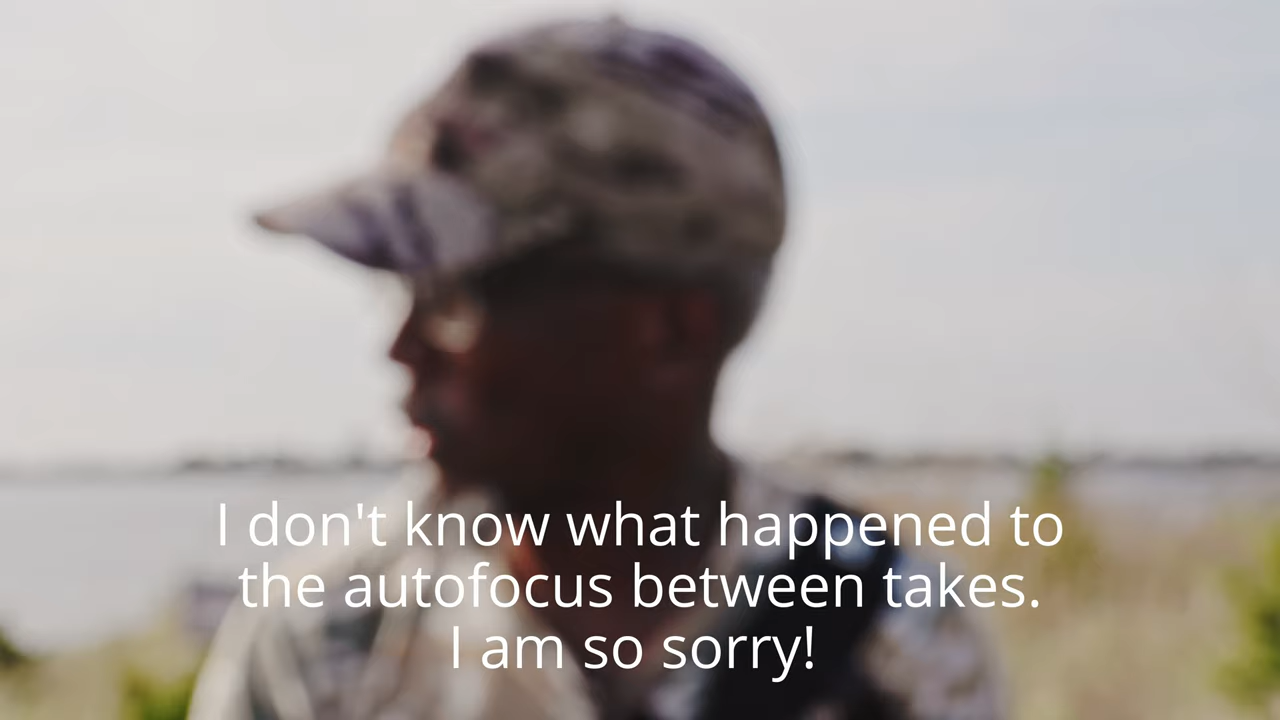 I don't know what happened to
the autofocus between takes.
I am so sorry!